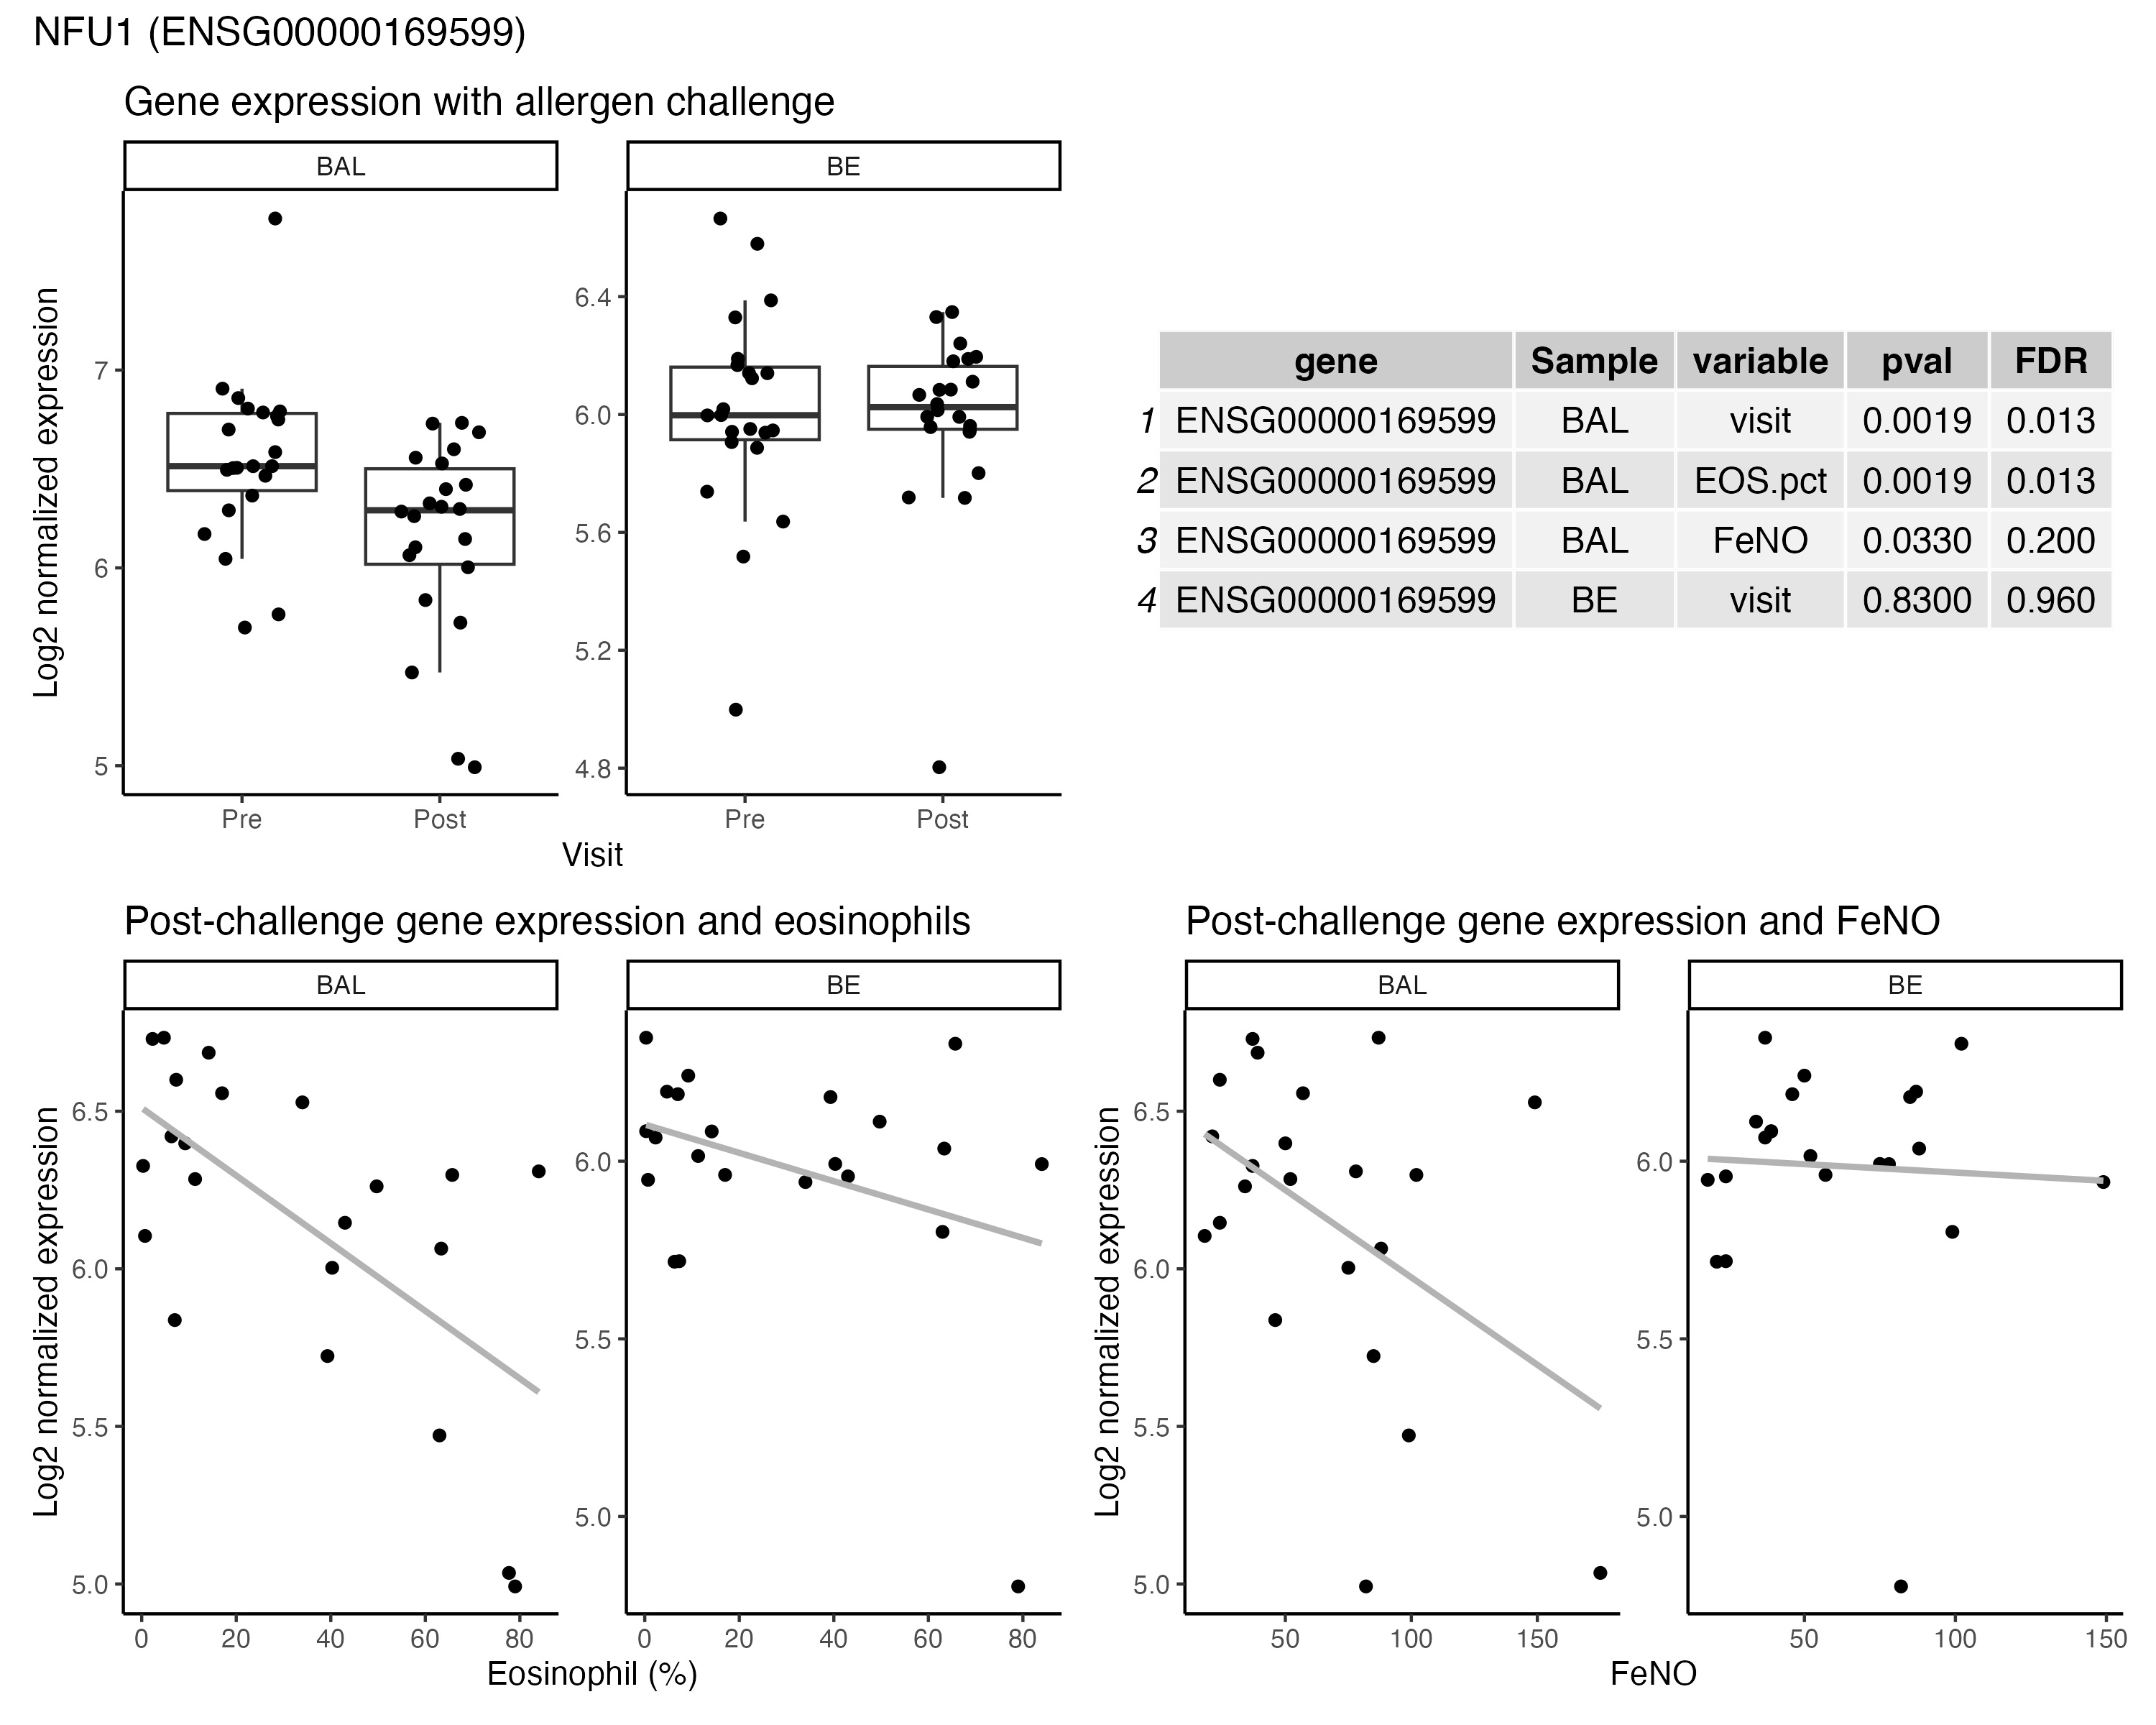 NFU1 (ENSG00000169599)
Gene expression with allergen challenge
BAL
BE
Log2 normalized expression
7
6
5
6.4
6.0
5.6
5.2
4.8
Pre
Post
Pre
Post
Visit
gene Sample variable pval FDR
1 ENSG00000169599 BAL visit 0.0019 0.013
2 ENSG00000169599 BAL EOS.pct 0.0019 0.013
3 ENSG00000169599 BAL FeNO 0.0330 0.200
4 ENSG00000169599 BE visit 0.8300 0.960
Post-challenge gene expression and eosinophils
BAL
BE
Log2 normalized expression
6.5
6.0
5.5
5.0
6.0
5.5
5.0
0 20 40 60 80
0 20 40 60 80
Eosinophil (%)
Post-challenge gene expression and FeNO
BAL
BE
Log2 normalized expression
6.5
6.0
5.5
5.0
6.0
5.5
5.0
50 100 150
50 100 150
FeNO